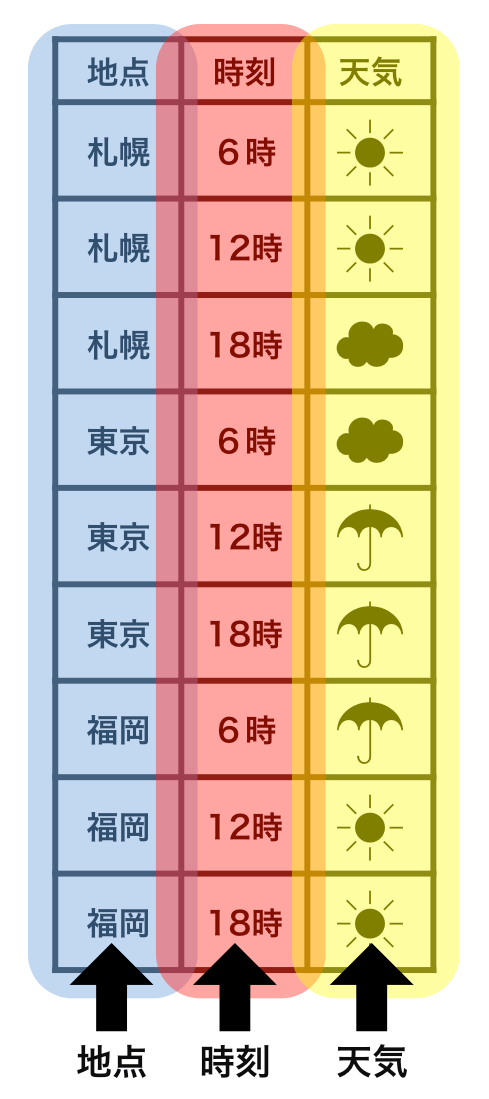 地点 時刻 天気
札幌 6時
札幌 12時
札幌 18時
東京 6時
東京 12時
東京 18時
福岡 6時
福岡 12時
福岡 18時
地点 時刻 天気